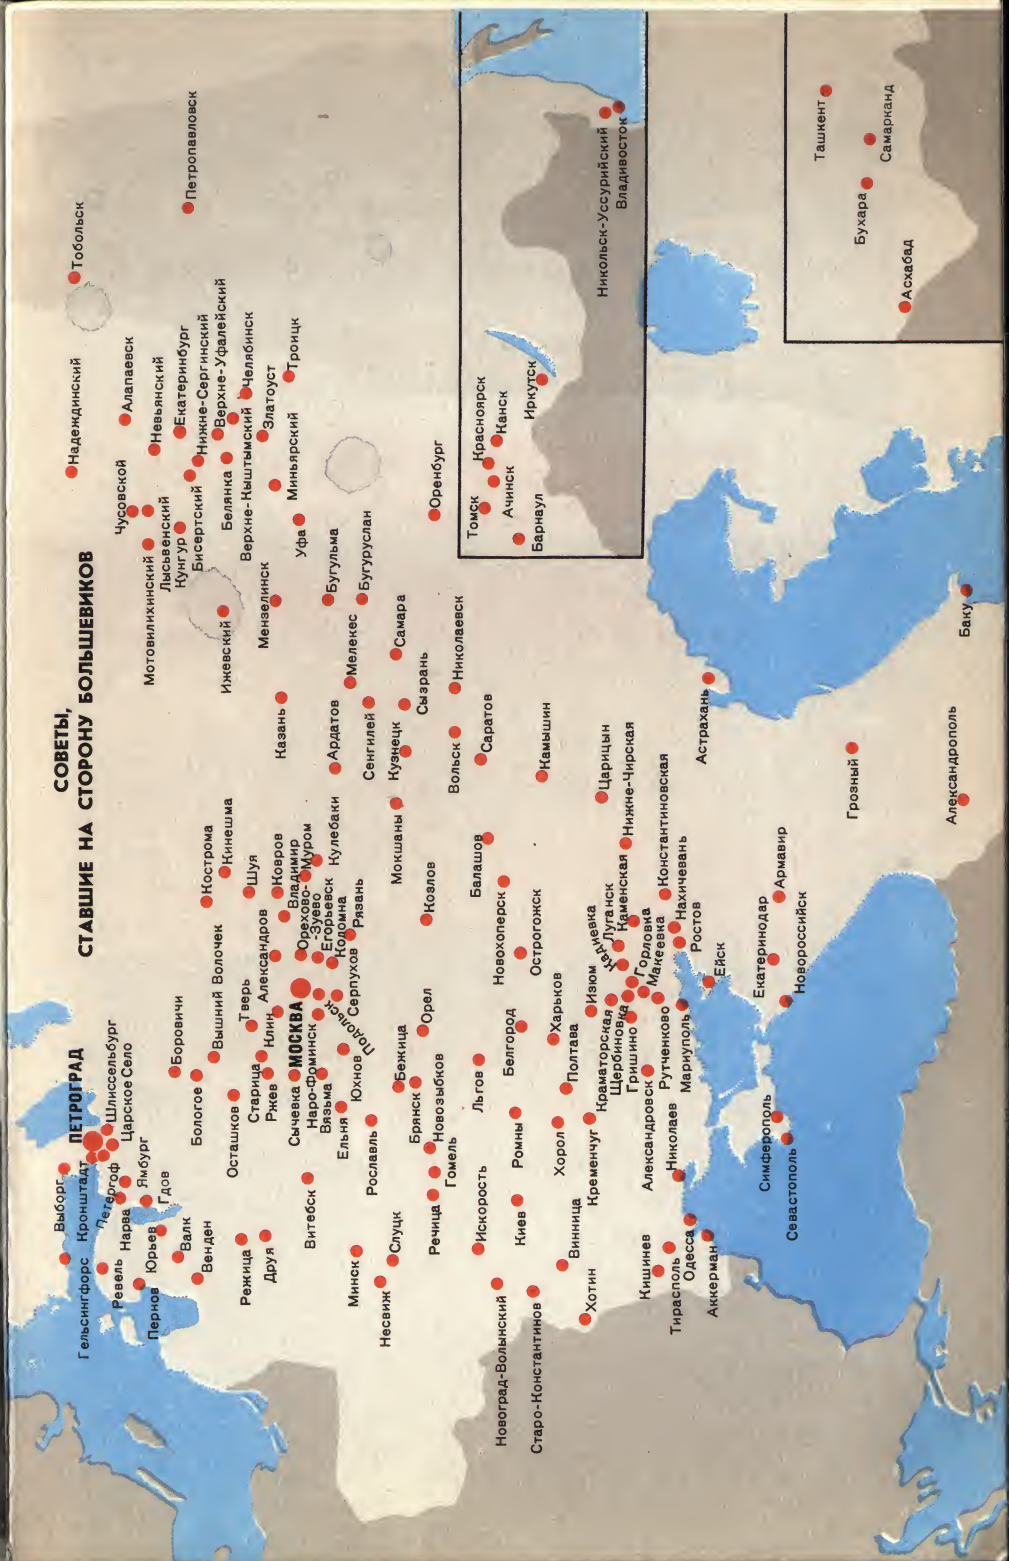 СОВЕТЫ,
СТАВШИЕ НА СТОРОНУ БОЛЬШЕВИКОВ
Выборг
Гельсингфорс
Кронштадт
ПЕТРОГРАД
Шлиссельбург
Царское Село
Петергоф
Ямбург
Нарва
Гдов
Ревель
Юрьев
Пернов
Валк
Венден
Боровичи
Бологое
Вышний Волочек
Осташков
Тверь
Старица
Ржев
Клин
Александров
Кострома
Кинешма
Шуя
Ковров
Владимир
Муром
Кулебаки
Орехово-
-Зуево
Егорьевск
Коломна
Рязань
МОСКВА
Сычевка
Наро-Фоминск
Подольск
Серпухов
Вязьма
Юхнов
Ельня
Рославль
Режица
Друя
Витебск
Минск
Несвиж
Слуцк
Речица
Гомель
Новозыбков
Брянск
Бежица
Орел
Козлов
Мокшаны
Надеждинский
Тобольск
Петропавловск
Чусовской
Алапаевск
Невьянский
Мотовилихинский
Лысьвенский
Кунгур
Екатеринбург
Бисертский
Нижне-Сергинский
Верхне-Уфалейский
Белянка
Верхне-Кыштымский
Челябинск
Златоуст
Троицк
Миньярский
Уфа
Ижевский
Мензелинск
Казань
Бугульма
Бугуруслан
Ардатов
Мелекес
Сенгилей
Самара
Кузнецк
Сызрань
Оренбург
Николаевск
Вольск
Саратов
Балашов
Камышин
Новохоперск
Острогожск
Льгов
Белгород
Харьков
Полтава
Ромны
Хорол
Кременчуг
Искорость
Киев
Новоград-Волынский
Старо-Константинов
Винница
Хотин
Царицын
Нижне-Чирская
Константиновская
Каменская
Луганск
Кадиевка
Изюм
Краматорская
Щербиновка
Гришино
Горловка
Макеевка
Рутченково
Мариуполь
Нахичевань
Ростов
Ейск
Александровск
Николаев
Кишинев
Тирасполь
Одесса
Аккерман
Симферополь
Севастополь
Екатеринодар
Армавир
Новороссийск
Астрахань
Грозный
Александрополь
Баку
Томск
Красноярск
Ачинск
Канск
Барнаул
Иркутск
Никольск-Уссурийский
Владивосток
Ташкент
Самарканд
Бухара
Асхабад